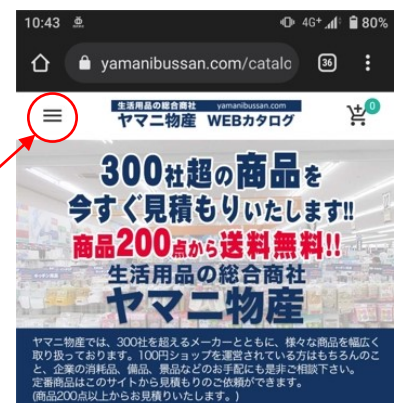 10:43 4G+ 80%
yamanibussan.com/catalo 36
生活用品の総合商社 yamanibussan.com
ヤマニ物産 WEBカタログ 0
300社超の商品を
今すぐ見積もりいたします!!
商品200点から送料無料!!
生活用品の総合商社
ヤマニ物産
ヤマニ物産では、300社を超えるメーカーとともに、様々な商品を幅広く
取り扱っております。100円ショップを運営されている方はもちろんのこ
と、企業の消耗品、備品、景品などのお手配にも是非ご相談下さい。
定番商品はこのサイトから見積もりのご依頼ができます。
(商品200点以上からお見積りいたします。)